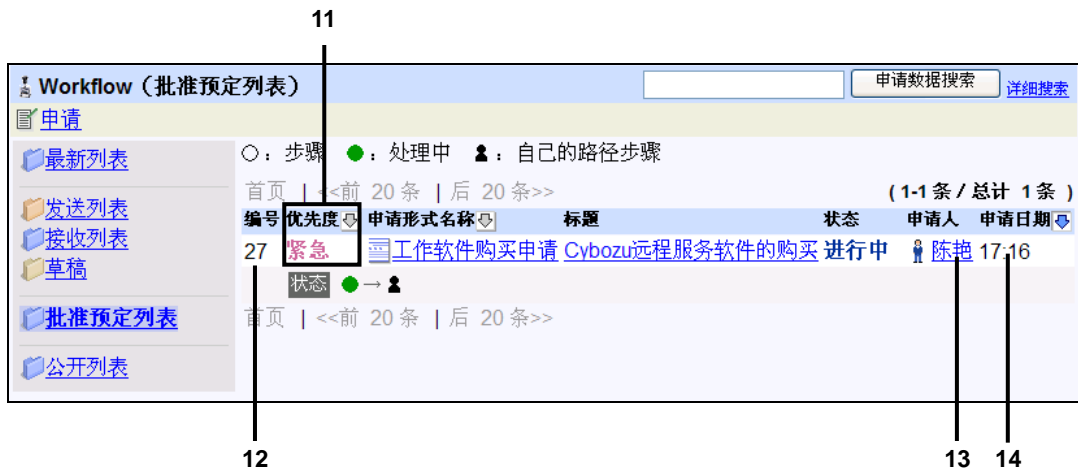 11
Workflow（批准预定列表） 申请数据搜索 详细搜索
申请
最新列表
发送列表
接收列表
草稿
批准预定列表
公开列表
○：步骤 ●：处理中 ：自己的路径步骤
首页 | <<前 20 条 | 后 20 条>> (1-1 条 / 总计 1 条 )
编号 优先度 申请形式名称 标题 状态 申请人 申请日期
27 紧急 工作软件购买申请 Cybozu远程服务软件的购买 进行中 陈艳 17:16
状态 ●→
首页 | <<前 20 条 | 后 20 条>>
12 13 14